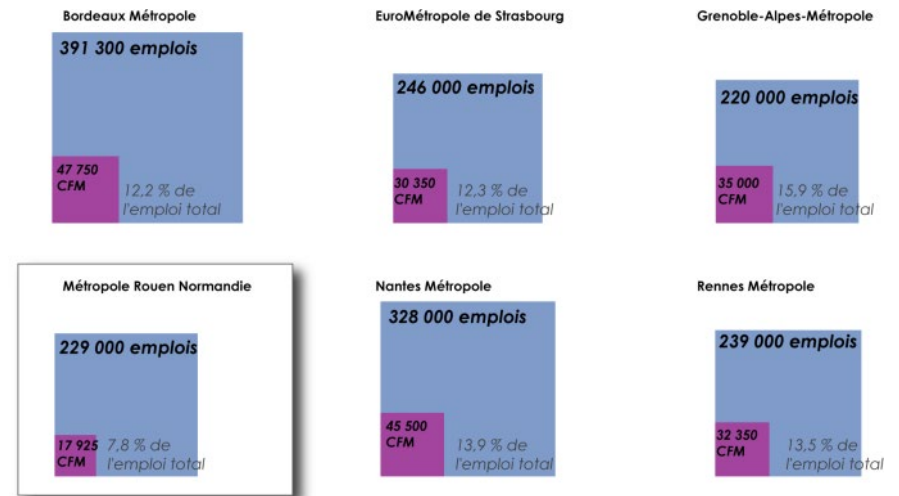 Bordeaux Métropole
391 300 emplois
47 750
CFM
12,2 % de
l'emploi total
EuroMétropole de Strasbourg
246 000 emplois
30 350
CFM
12,3 % de
l'emploi total
Grenoble-Alpes-Métropole
220 000 emplois
35 000
CFM
15,9 % de
l'emploi total
Métropole Rouen Normandie
229 000 emplois
17 925
CFM
7,8 % de
l'emploi total
Nantes Métropole
328 000 emplois
45 500
CFM
13,9 % de
l'emploi total
Rennes Métropole
239 000 emplois
32 350
CFM
13,5 % de
l'emploi total